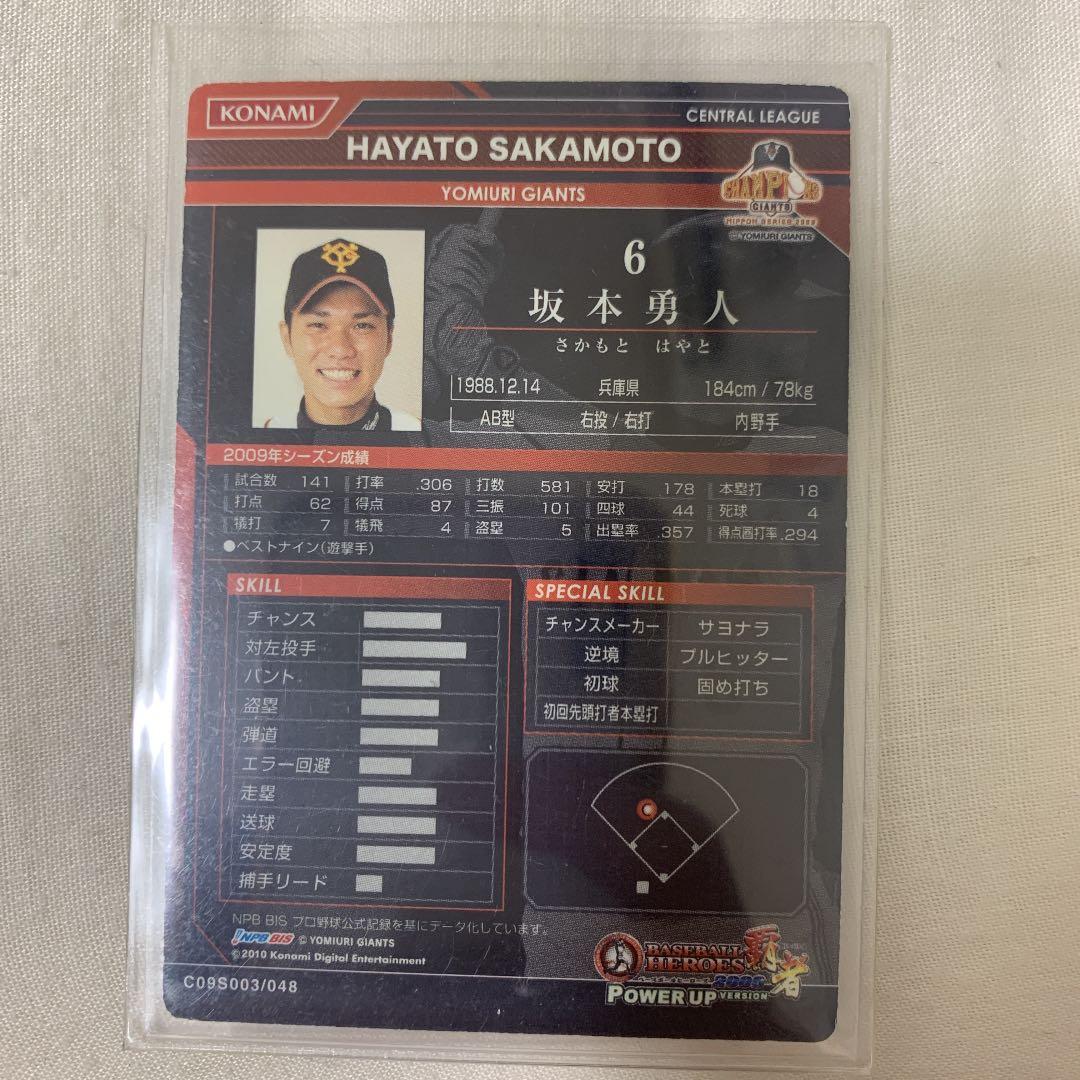 KONAMI
CENTRAL LEAGUE
HAYATO SAKAMOTO
YOMIURI GIANTS
CHAMPIONS
GIANTS
NIPPON SERIES 2009
© YOMIURI GIANTS
6
坂本勇人
さかもと はやと
1988.12.14 兵庫県 184cm / 78kg
AB型 右投 / 右打 内野手
2009年シーズン成績
試合数 141 打率 .306 打数 581 安打 178 本塁打 18
打点 62 得点 87 三振 101 四球 44 死球 4
犠打 7 犠飛 4 盗塁 5 出塁率 .357 得点圏打率 .294
●ベストナイン(遊撃手)
SKILL
チャンス
対左投手
バント
盗塁
弾道
エラー回避
走塁
送球
安定度
捕手リード
SPECIAL SKILL
チャンスメーカー サヨナラ
逆境 プルヒッター
初球 固め打ち
初回先頭打者本塁打
NPB BIS プロ野球公式記録を基にデータ化しています。
NPB BIS © YOMIURI GIANTS
©2010 Konami Digital Entertainment
C09S003/048
BASEBALL HEROES
2009
覇者
POWER UP VERSION